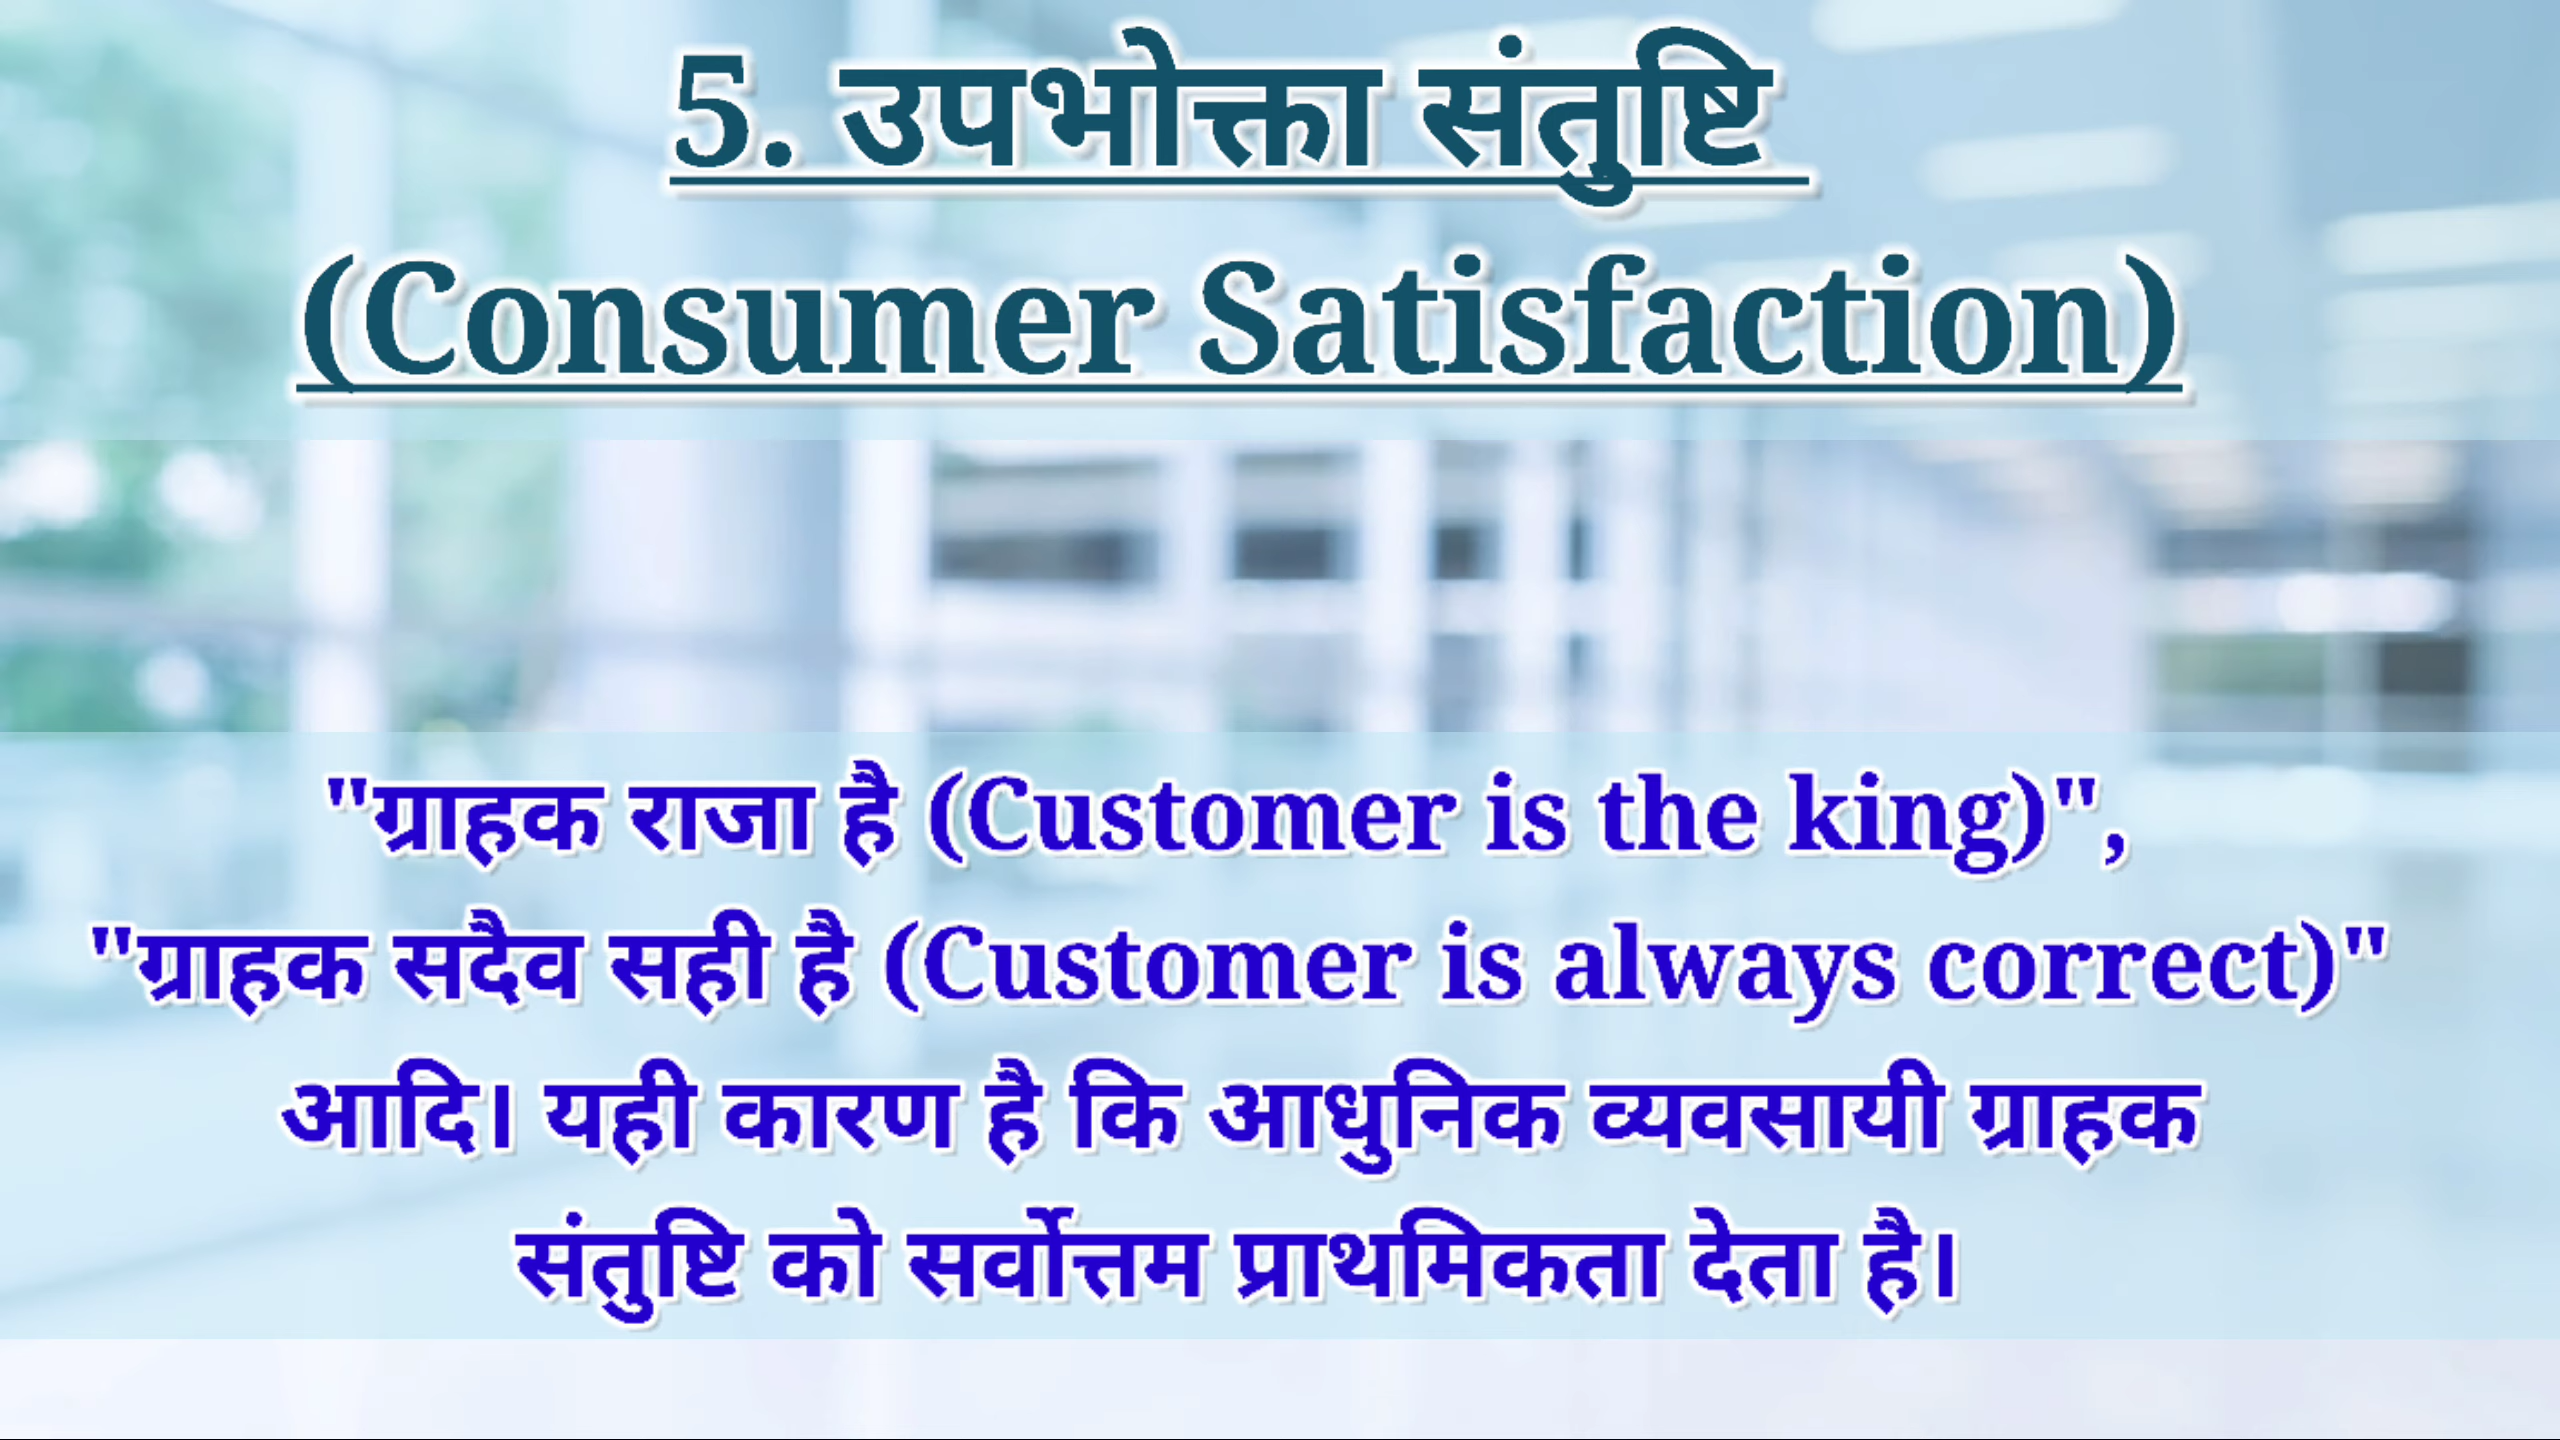 5. उपभोक्ता संतुष्टि
(Consumer Satisfaction)
"ग्राहक राजा है (Customer is the king)",
"ग्राहक सदैव सही है (Customer is always correct)"
आदि। यही कारण है कि आधुनिक व्यवसायी ग्राहक
संतुष्टि को सर्वोत्तम प्राथमिकता देता है।